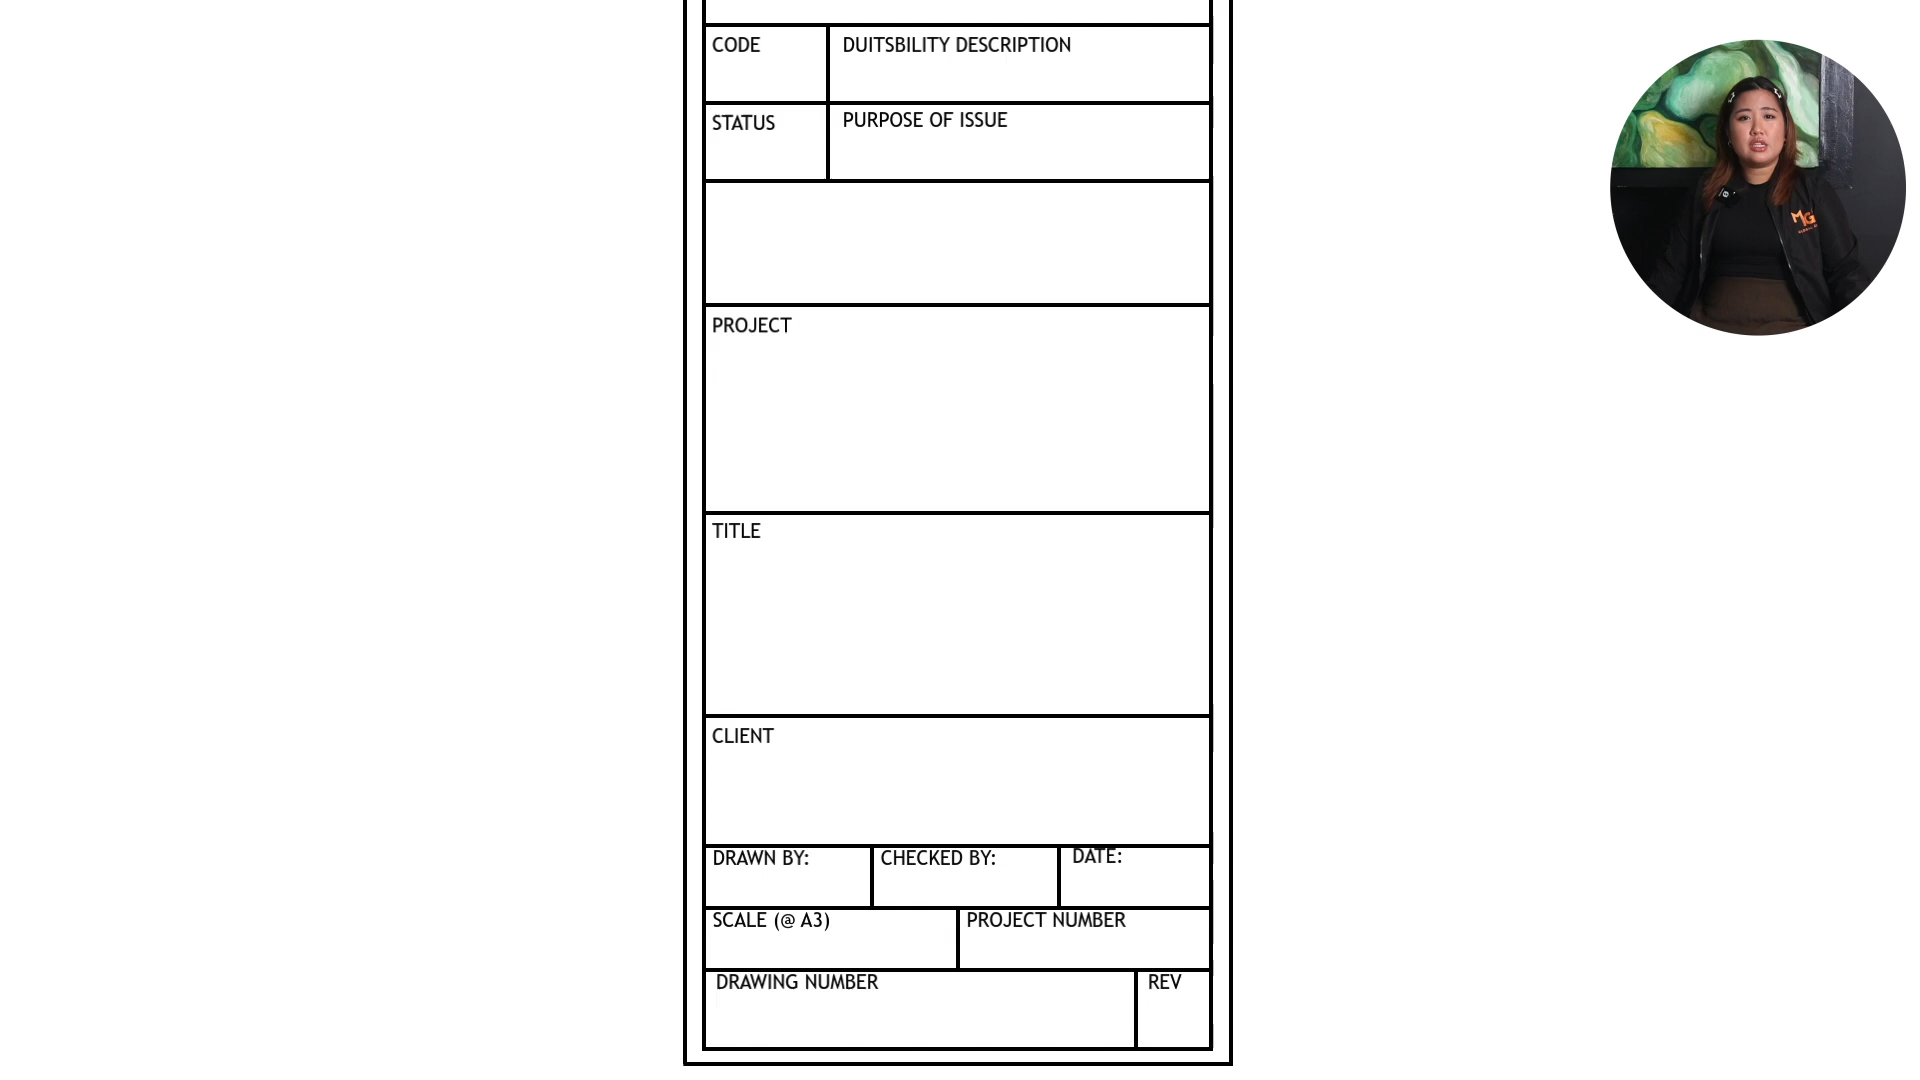 CODE
DUITSBILITY DESCRIPTION
STATUS
PURPOSE OF ISSUE
PROJECT
TITLE
CLIENT
DRAWN BY:
CHECKED BY:
DATE:
SCALE (@ A3)
PROJECT NUMBER
DRAWING NUMBER
REV
MG